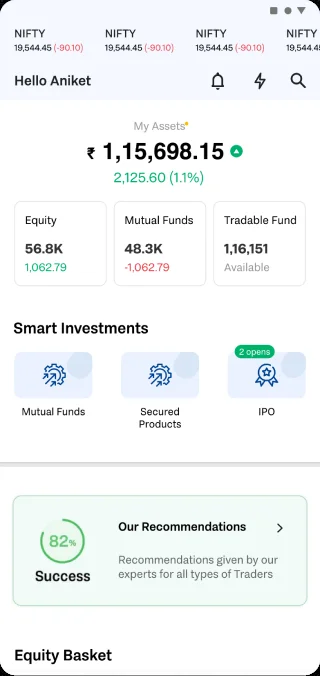 NIFTY NIFTY NIFTY NIFTY
19,544.45 (-90.10) 19,544.45 (-90.10) 19,544.45 (-90.10) 19,544.4
Hello Aniket
My Assets
₹ 1,15,698.15
2,125.60 (1.1%)
Equity Mutual Funds Tradable Fund
56.8K 48.3K 1,16,151
1,062.79 -1,062.79 Available
Smart Investments
2 opens
Mutual Funds Secured Products IPO
82%
Success
Our Recommendations
Recommendations given by our
experts for all types of Traders
Equity Basket